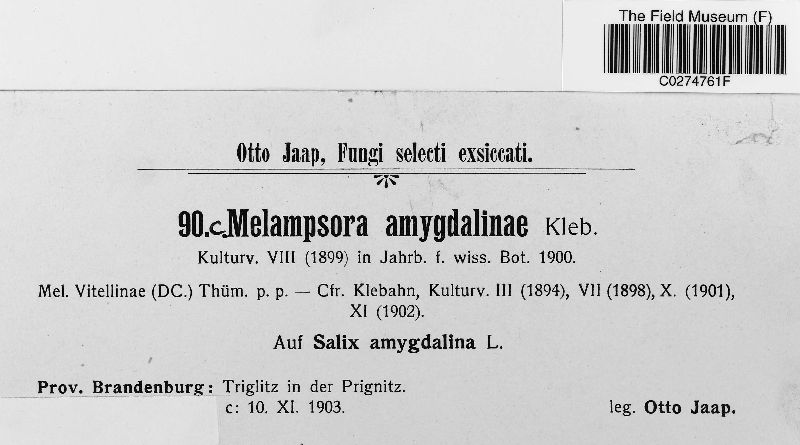 The Field Museum (F)
C0274761F
Otto Jaap, Fungi selecti exsiccati.
90.c. Melampsora amygdalinae Kleb.
Kulturv. VIII (1899) in Jahrb. f. wiss. Bot. 1900.
Mel. Vitellinae (DC.) Thüm. p. p. — Cfr. Klebahn, Kulturv. III (1894), VII (1898), X. (1901),
XI (1902).
Auf Salix amygdalina L.
Prov. Brandenburg: Triglitz in der Prignitz.
c: 10. XI. 1903. leg. Otto Jaap.